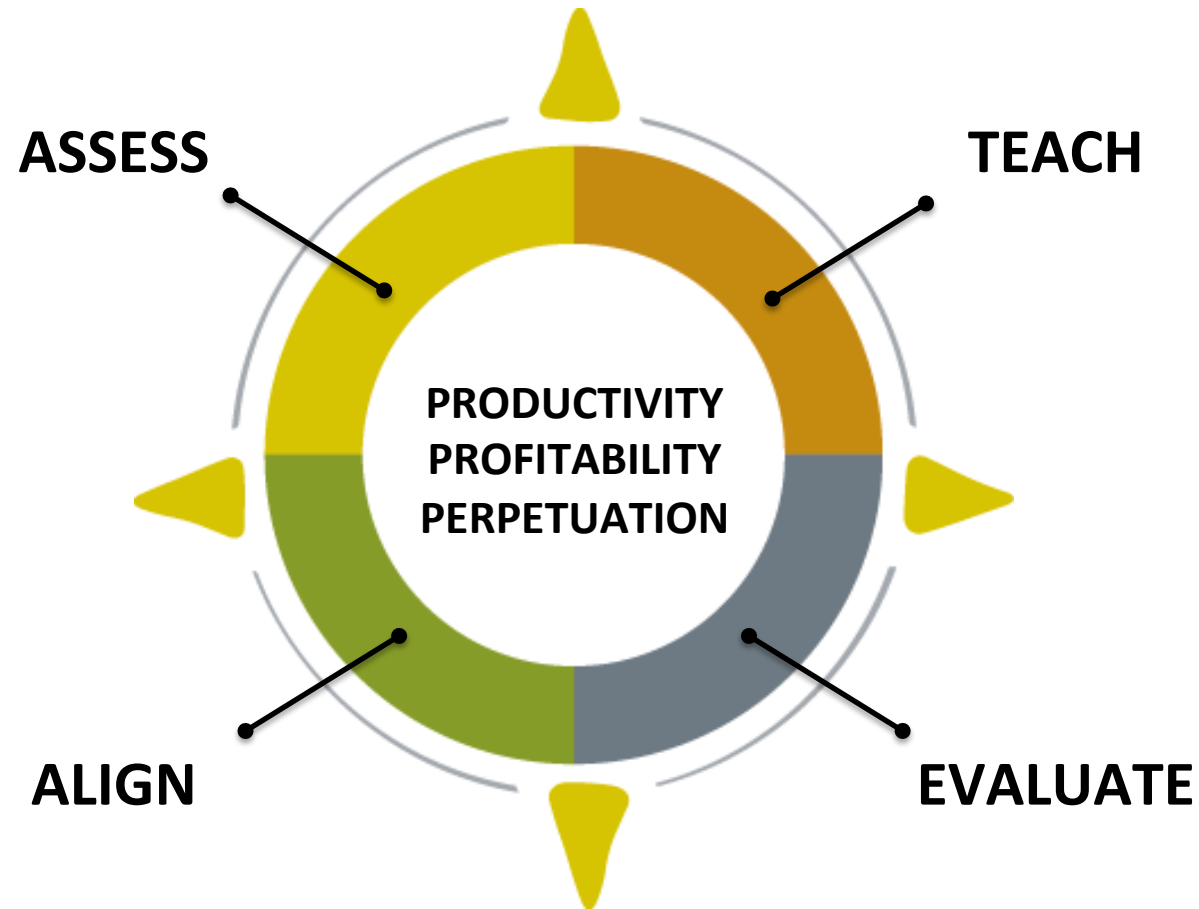 ASSESS
TEACH
PRODUCTIVITY
PROFITABILITY
PERPETUATION
ALIGN
EVALUATE